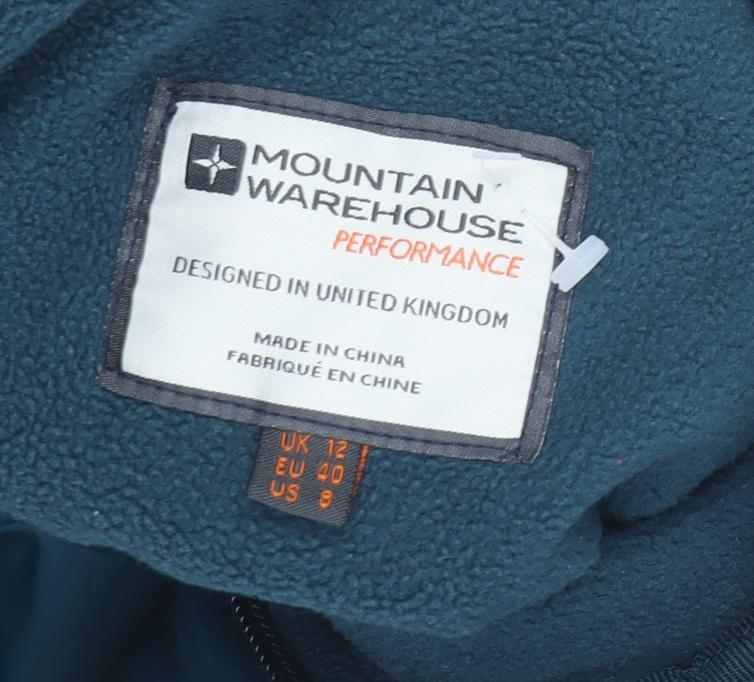 MOUNTAIN
WAREHOUSE
PERFORMANCE
DESIGNED IN UNITED KINGDOM
MADE IN CHINA
FABRIQUÉ EN CHINE
UK 12
EU 40
US 8